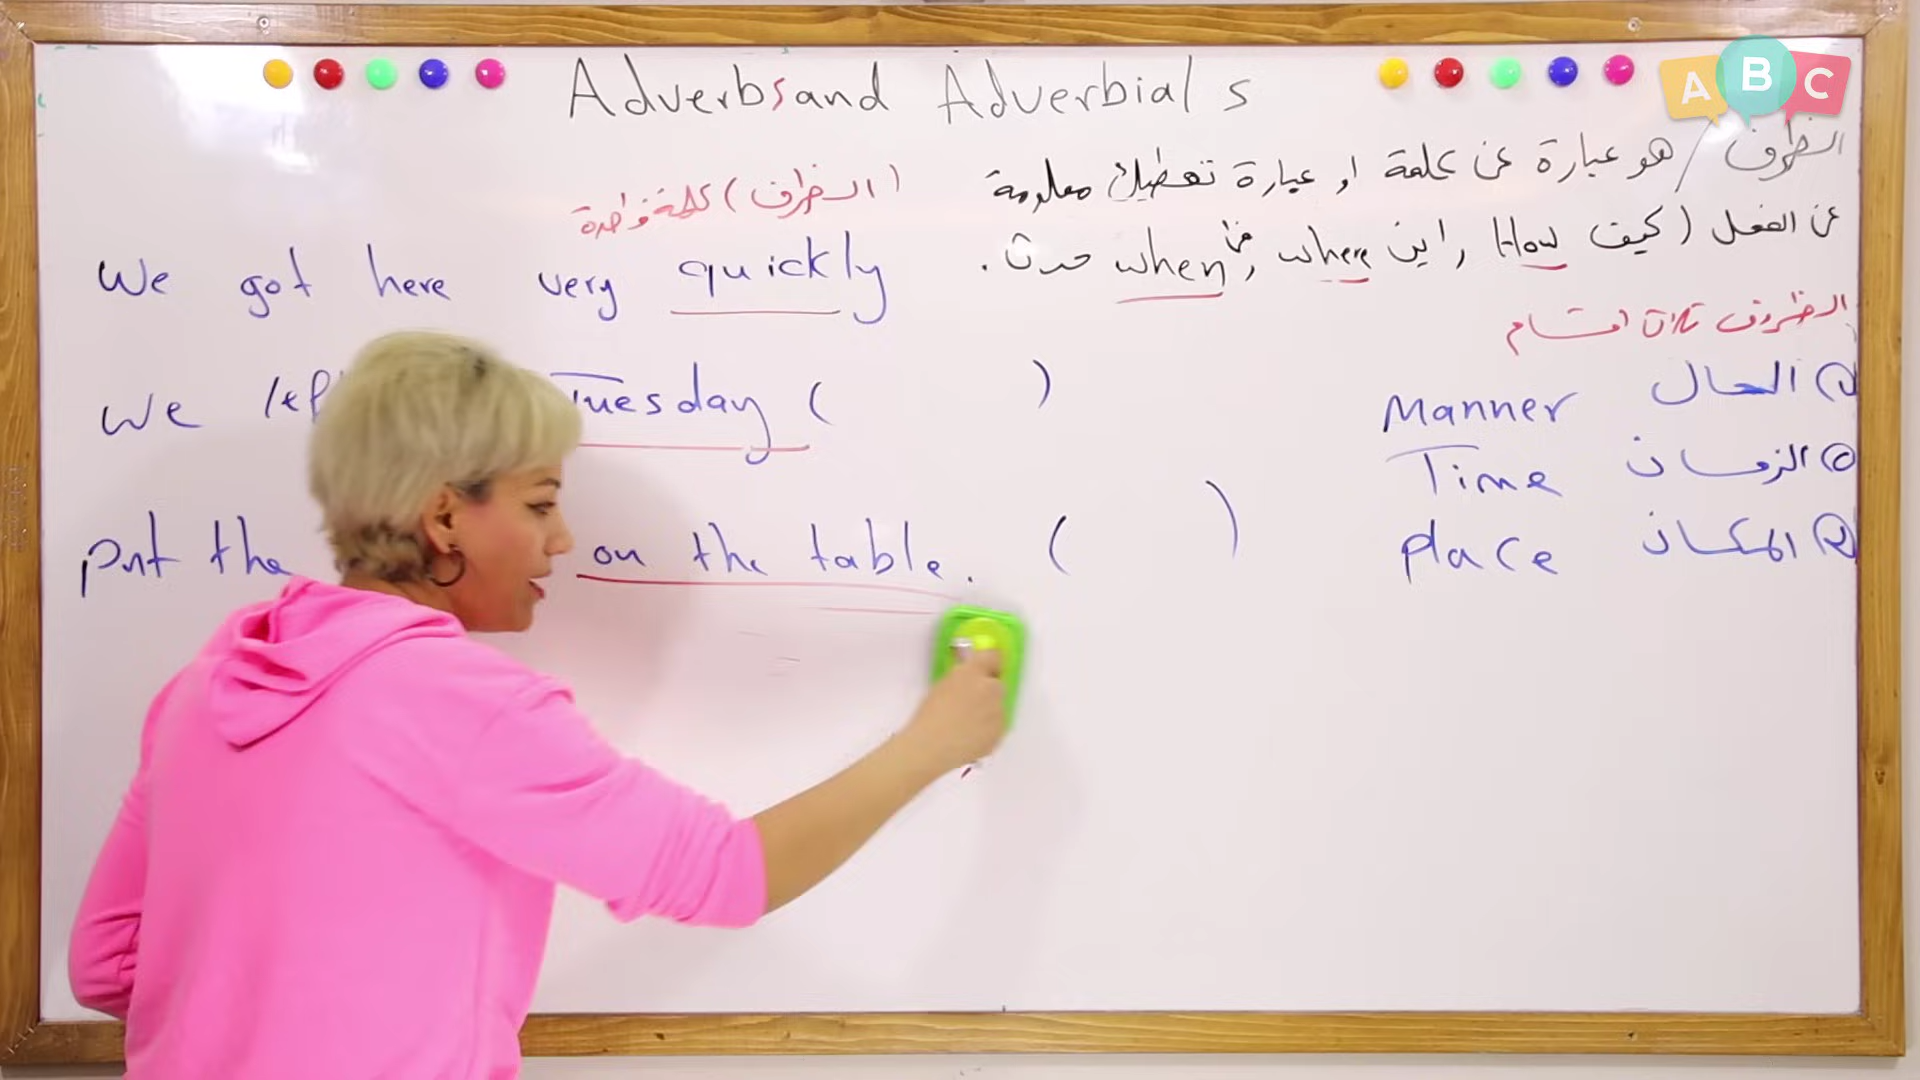 Adverbs and Adverbials
A B C
الظروف / هو عبارة عن كلمة او عبارة تعطيك معلومة
عن الفعل (كيف How, اين where, متى when حدث.
(الظرف) كلمة واحدة
We got here very quickly
الظروف ثلاث اقسام
We Tuesday ( )
Manner الحال
Time الزمان
put the on the table. ( )
place المكان